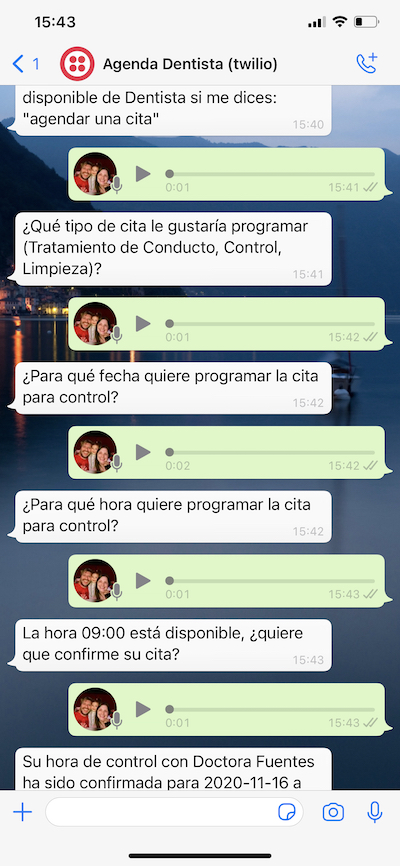 15:43
1
Agenda Dentista (twilio)
disponible de Dentista si me dices:
"agendar una cita"
15:40
0:01
15:41
¿Qué tipo de cita le gustaría programar
(Tratamiento de Conducto, Control,
Limpieza)?
15:41
0:01
15:42
¿Para qué fecha quiere programar la cita
para control?
15:42
0:02
15:42
¿Para qué hora quiere programar la cita
para control?
15:42
0:01
15:43
La hora 09:00 está disponible, ¿quiere
que confirme su cita?
15:43
0:01
15:43
Su hora de control con Doctora Fuentes
ha sido confirmada para 2020-11-16 a